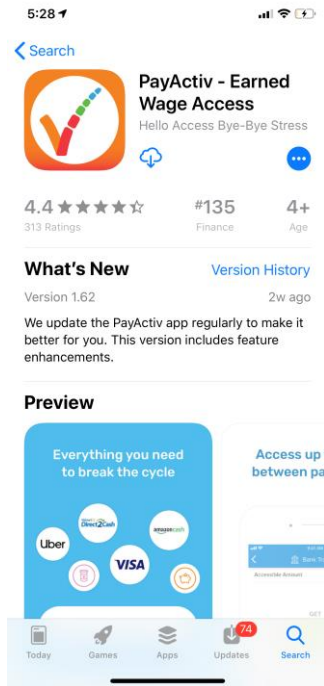 5:28
Search
PayActiv - Earned
Wage Access
Hello Access Bye-Bye Stress
4.4
#135
4+
313 Ratings
Finance
Age
What's New
Version History
Version 1.62
2w ago
We update the PayActiv app regularly to make it
better for you. This version includes feature
enhancements.
Preview
Everything you need
to break the cycle
Access up
between pa
Direct2Cash
amazoncash
Uber
VISA
Accessible Amount
GET
74
Today
Games
Apps
Updates
Search